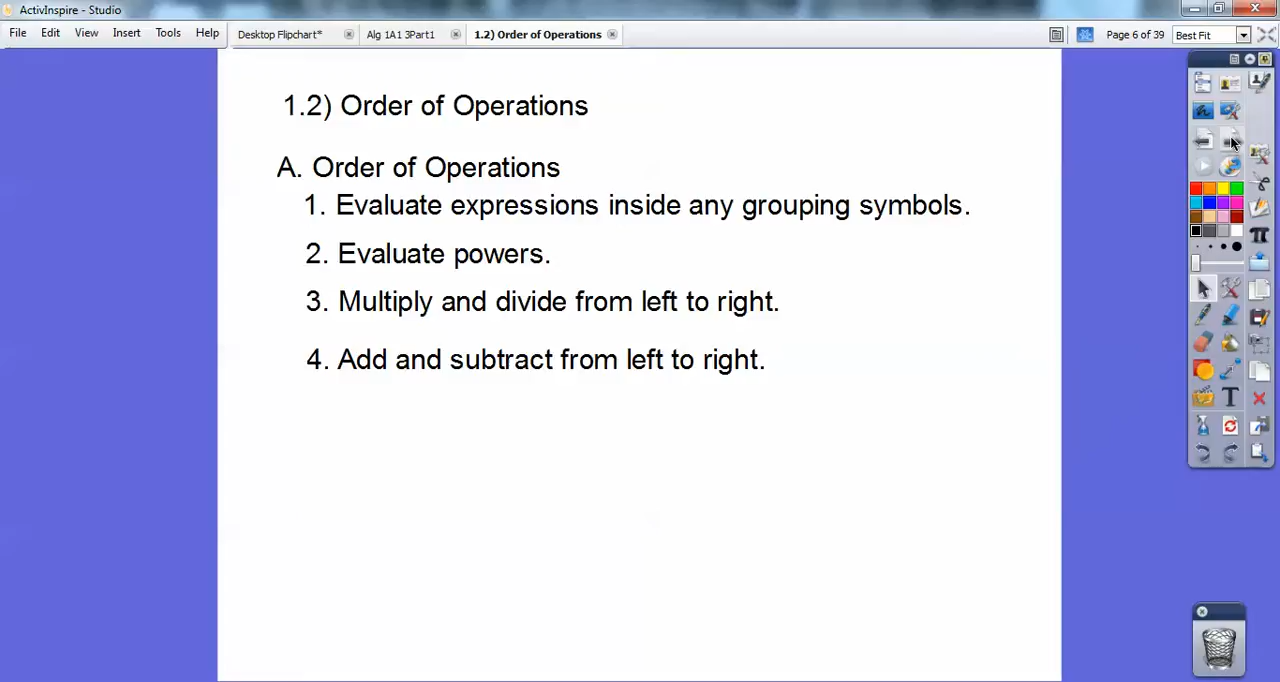 ActivInspire - Studio
File Edit View Insert Tools Help
Desktop Flipchart* Alg 1A1 3Part1 1.2) Order of Operations
Page 6 of 39 Best Fit
1.2) Order of Operations
A. Order of Operations
1. Evaluate expressions inside any grouping symbols.
2. Evaluate powers.
3. Multiply and divide from left to right.
4. Add and subtract from left to right.